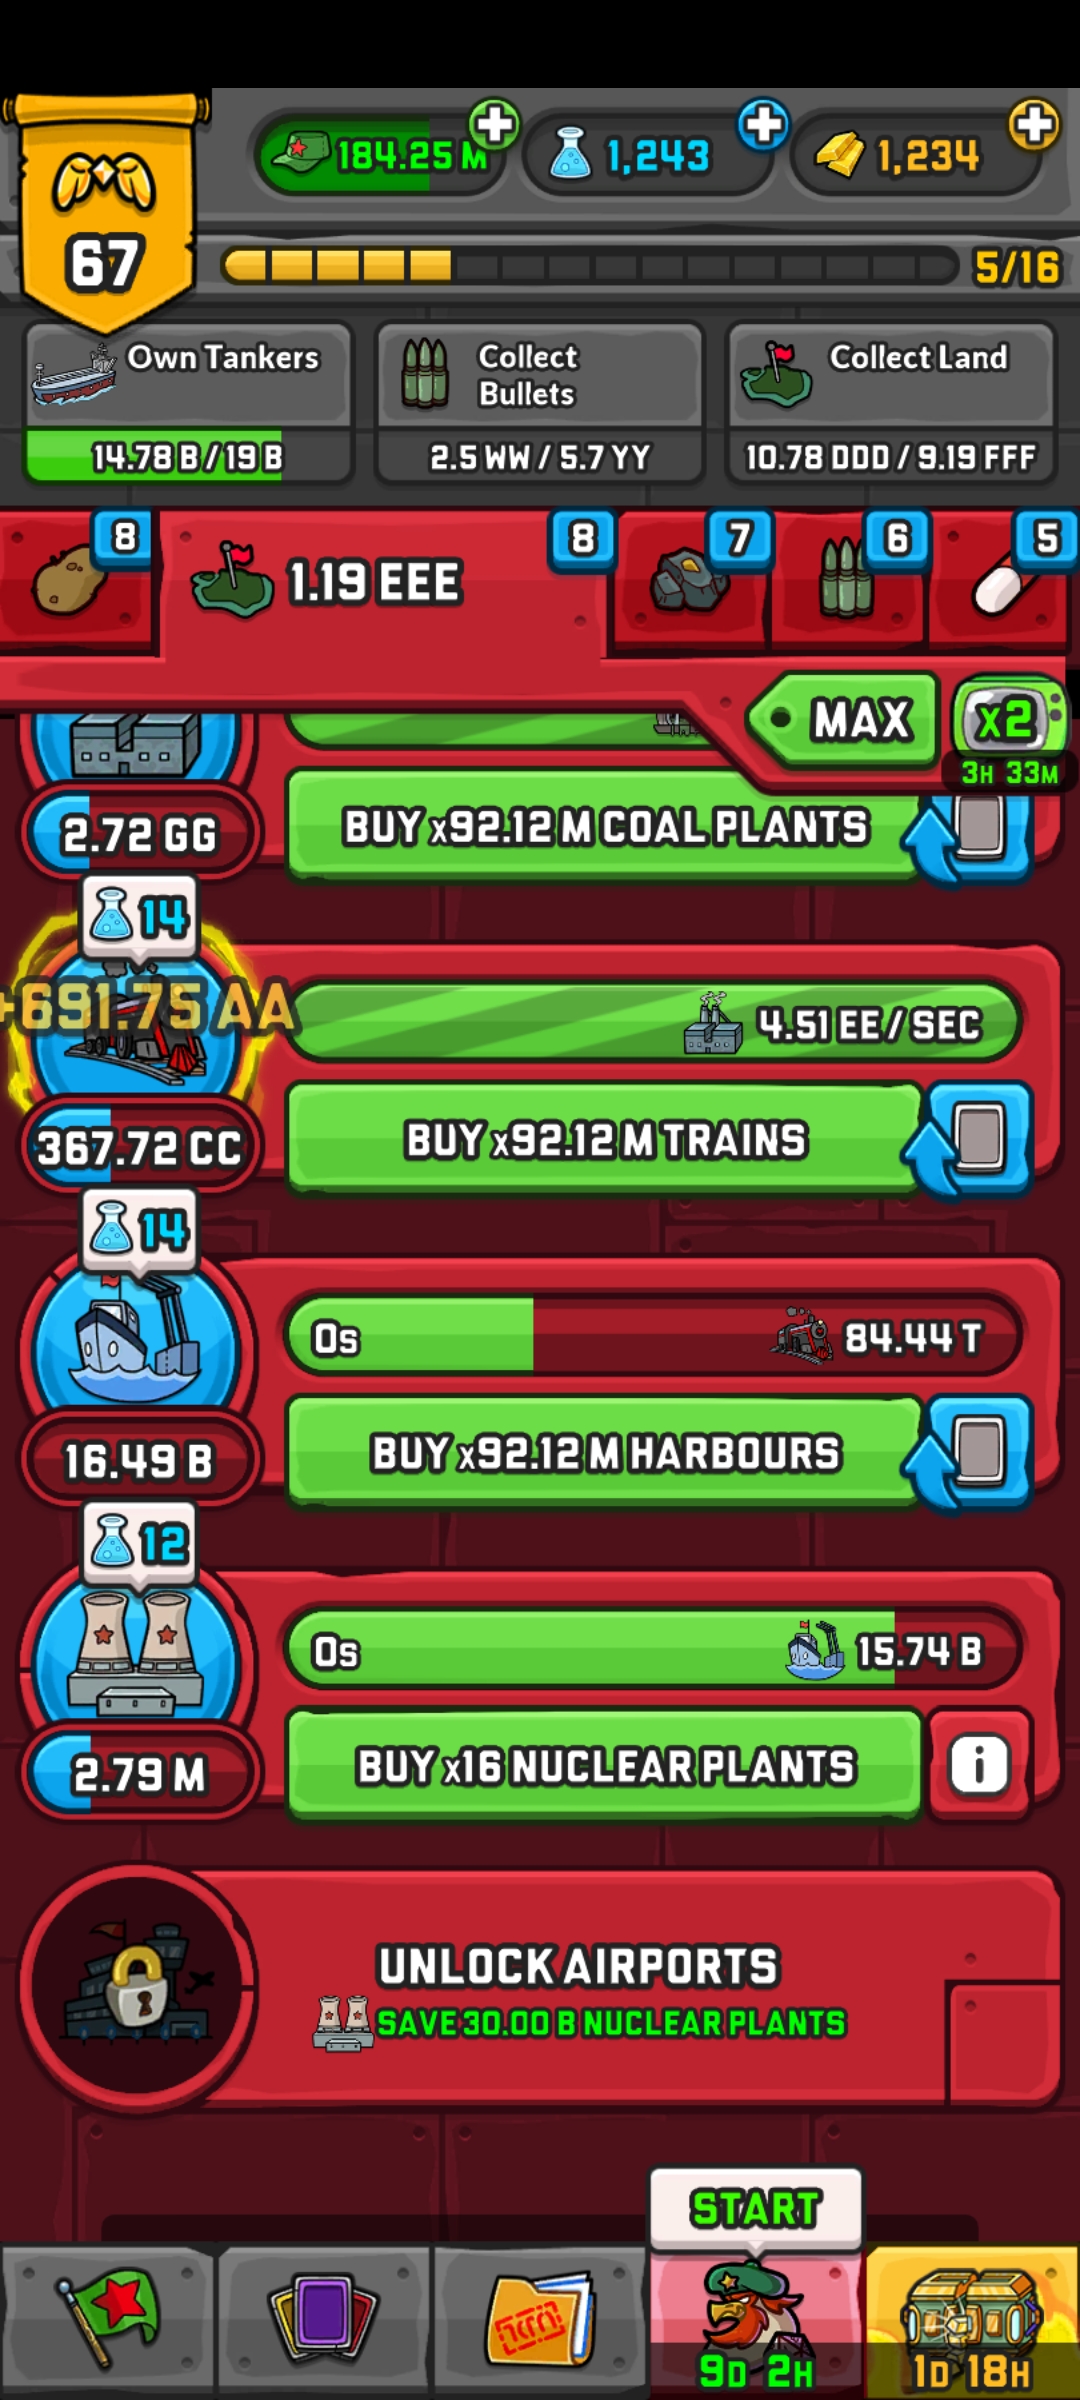 184.25 M
1,243
1,234
67
5/16
Own Tankers
14.78 B / 19 B
Collect
Bullets
2.5 WW / 5.7 YY
Collect Land
10.78 DDD / 9.19 FFF
8
1.19 EEE
8
7
6
5
MAX
x2
3H 33M
2.72 GG
BUY x92.12 M COAL PLANTS
14
+691.75 AA
4.51 EE / SEC
367.72 CC
BUY x92.12 M TRAINS
14
0s
84.44 T
16.49 B
BUY x92.12 M HARBOURS
12
0s
15.74 B
2.79 M
BUY x16 NUCLEAR PLANTS
i
UNLOCK AIRPORTS
SAVE 30.00 B NUCLEAR PLANTS
START
9D 2H
1D 18H